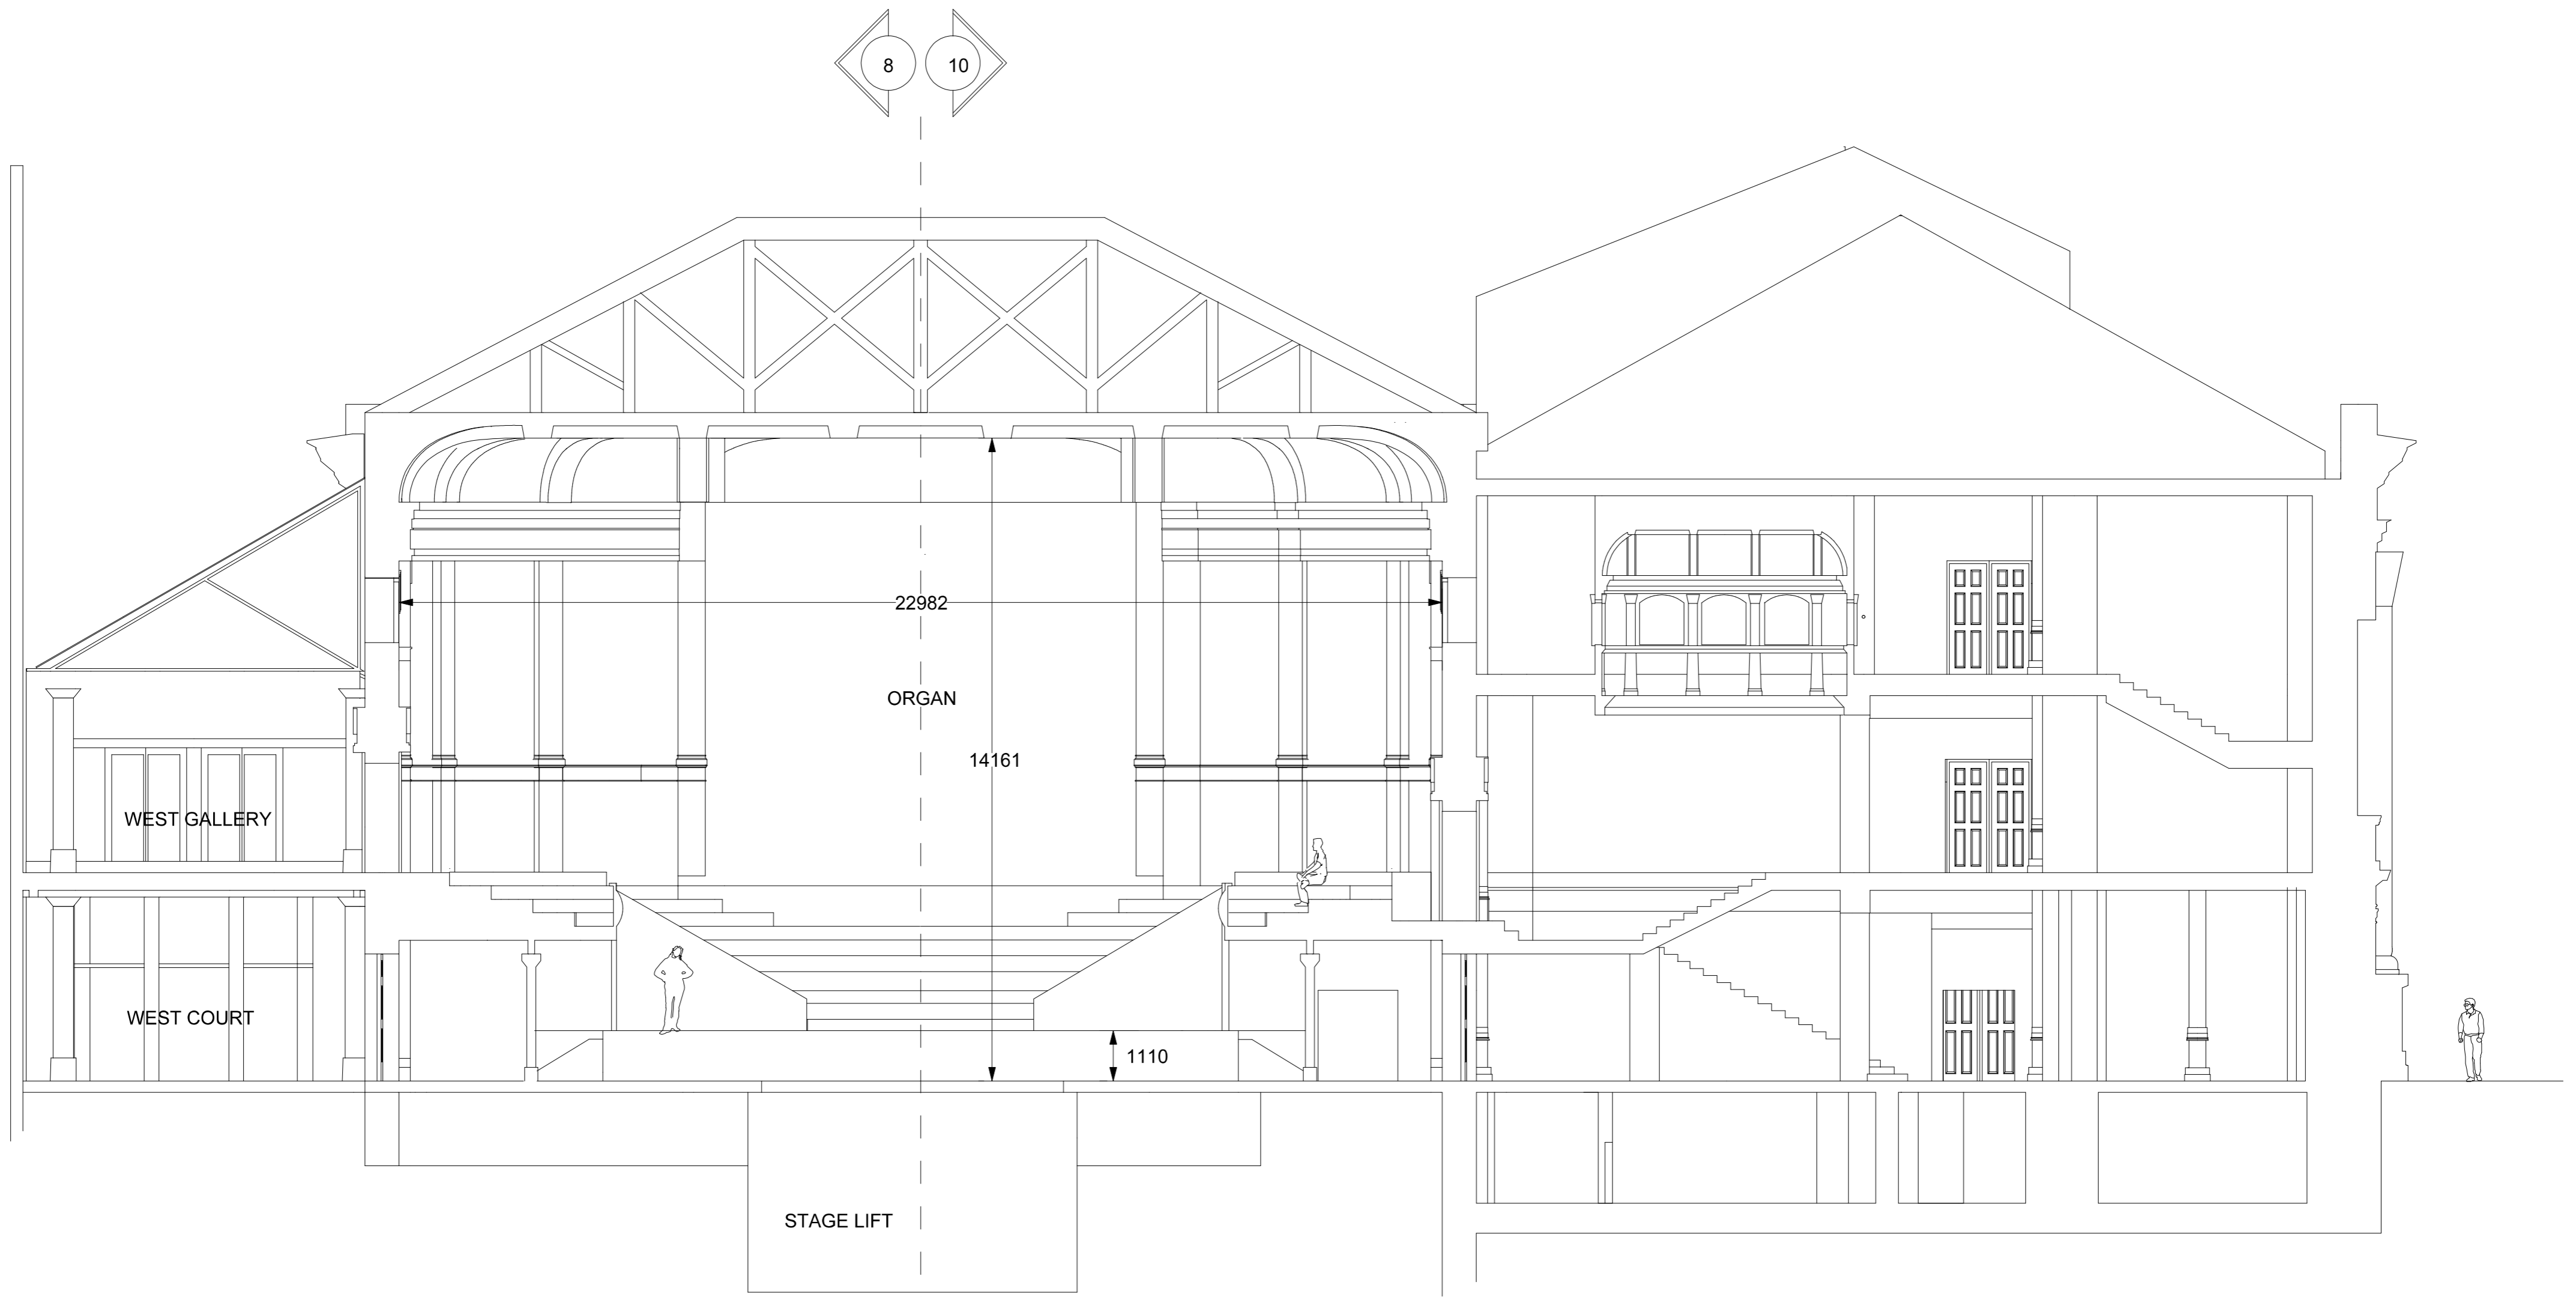 8
10
22982
ORGAN
14161
WEST GALLERY
WEST COURT
1110
STAGE LIFT